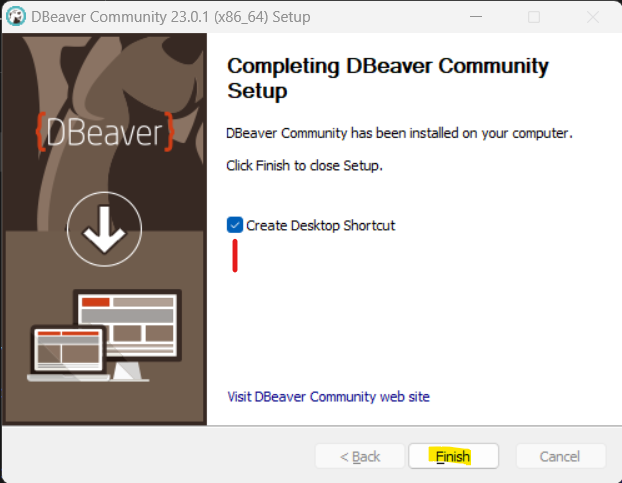 DBeaver Community 23.0.1 (x86_64) Setup
{DBeaver}
Completing DBeaver Community
Setup
DBeaver Community has been installed on your computer.
Click Finish to close Setup.
Create Desktop Shortcut
Visit DBeaver Community web site
< Back
Finish
Cancel